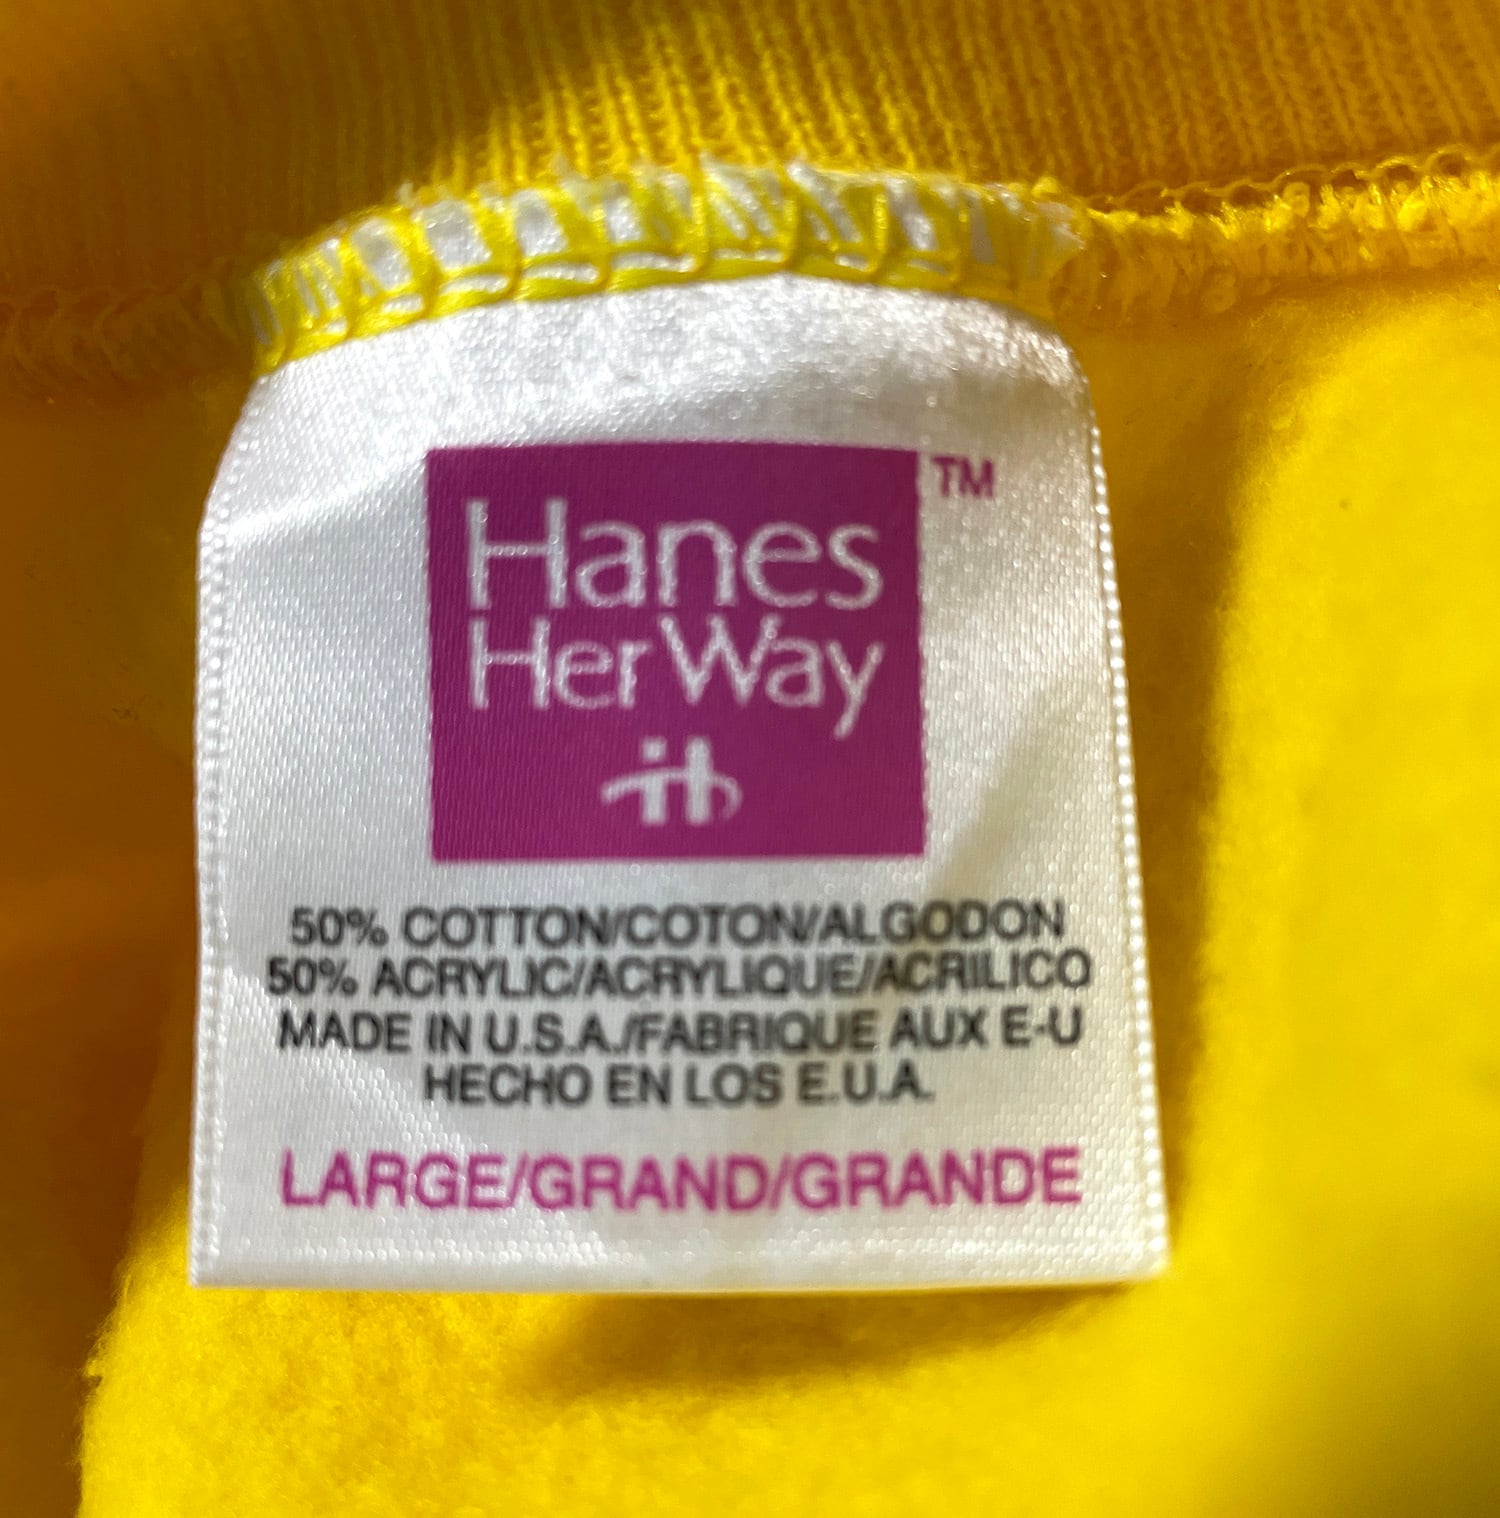 Hanes
Her Way
TM
50% COTTON/COTON/ALGODON
50% ACRYLIC/ACRYLIQUE/ACRILICO
MADE IN U.S.A./FABRIQUE AUX E-U
HECHO EN LOS E.U.A.
LARGE/GRAND/GRANDE